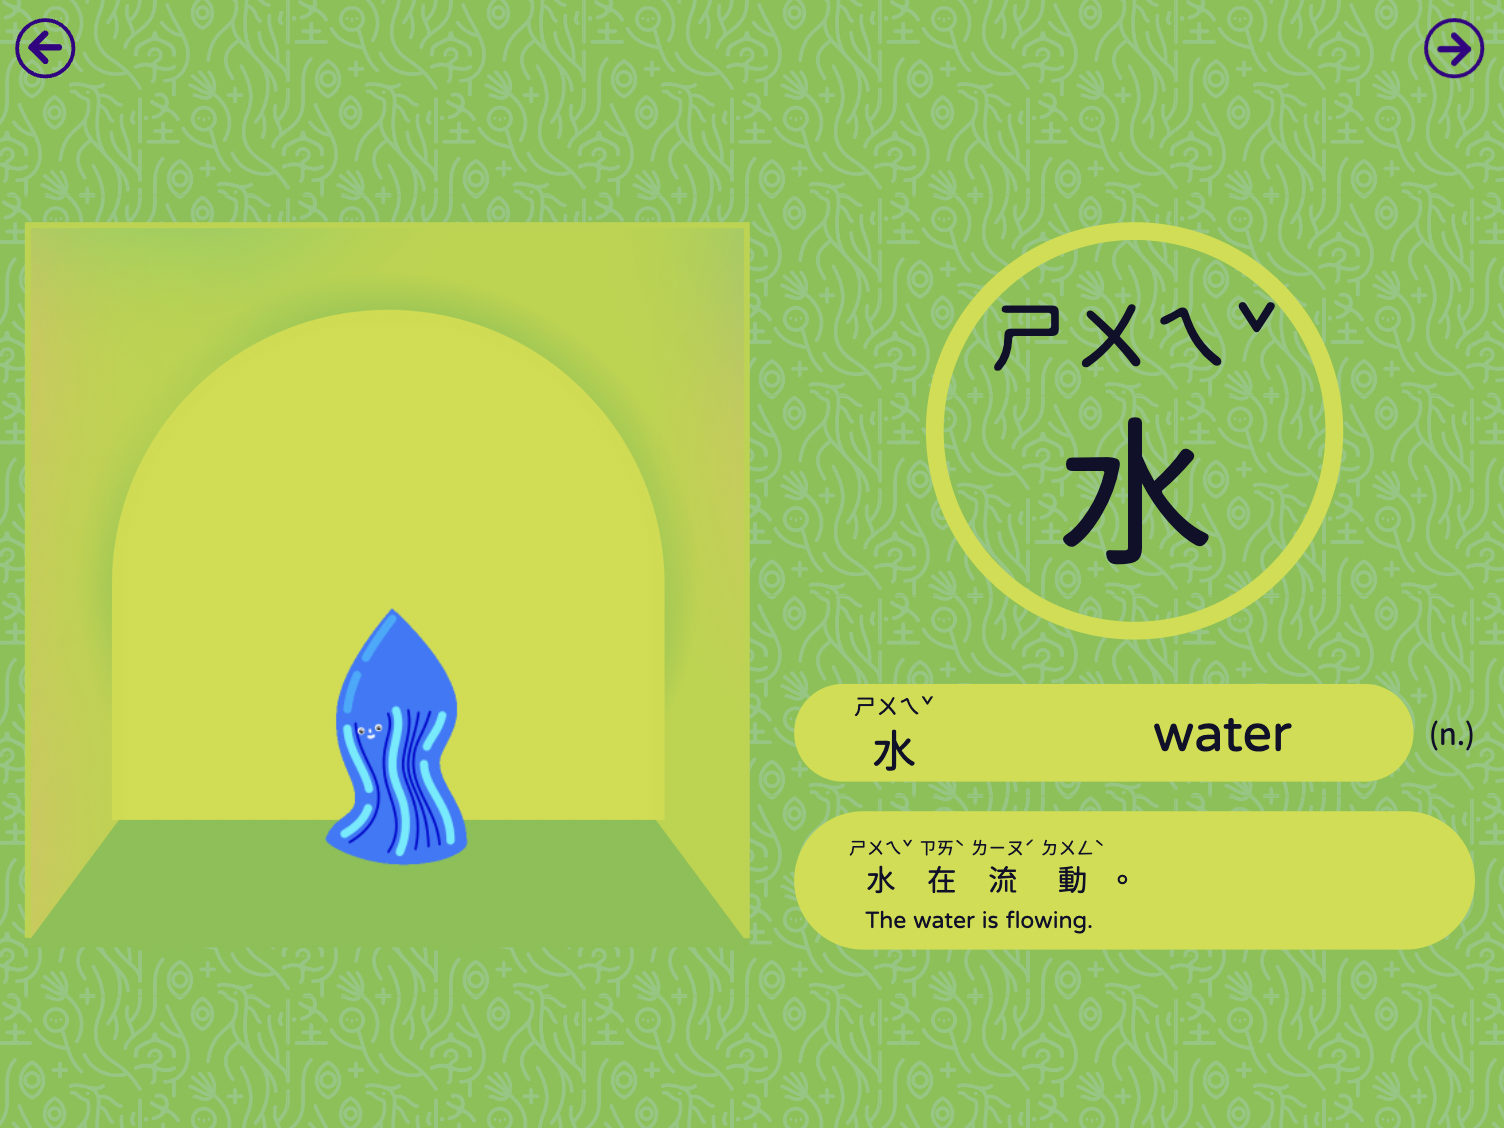 ㄕㄨㄟˇ
水
ㄕㄨㄟˇ
水
water
(n.)
ㄕㄨㄟˇ ㄗㄞˋ ㄌㄧㄡˊ ㄉㄨㄥˋ
水 在 流 動 。
The water is flowing.